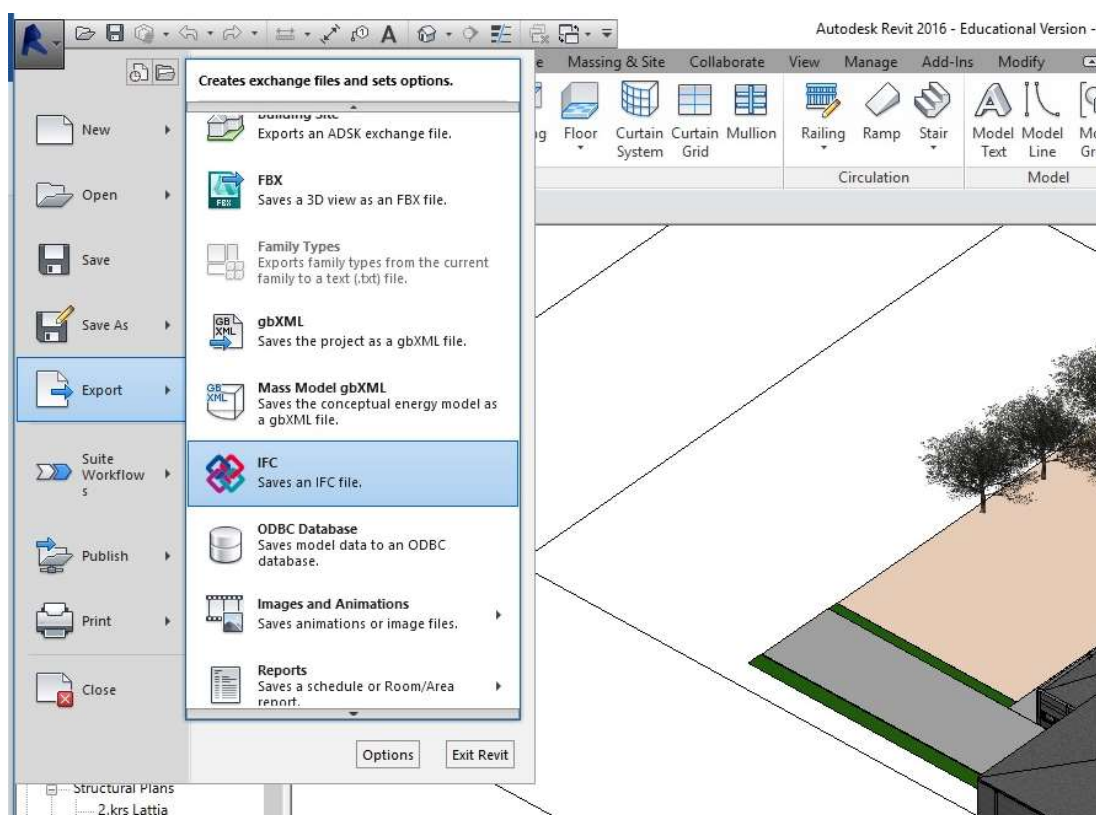 Autodesk Revit 2016 - Educational Version -
Massing & Site Collaborate View Manage Add-Ins Modify
Creates exchange files and sets options.
New
Open
Save
Save As
Export
Suite
Workflow
s
Publish
Print
Close
Building Site
Exports an ADSK exchange file.
FBX
Saves a 3D view as an FBX file.
Family Types
Exports family types from the current
family to a text (.txt) file.
gbXML
Saves the project as a gbXML file.
Mass Model gbXML
Saves the conceptual energy model as
a gbXML file.
IFC
Saves an IFC file.
ODBC Database
Saves model data to an ODBC
database.
Images and Animations
Saves animations or image files.
Reports
Saves a schedule or Room/Area
report.
Options Exit Revit
Floor Curtain Curtain Mullion
System Grid
Railing Ramp Stair
Model Model
Text Line
Circulation Model
Structural Plans
2.krs Lattia